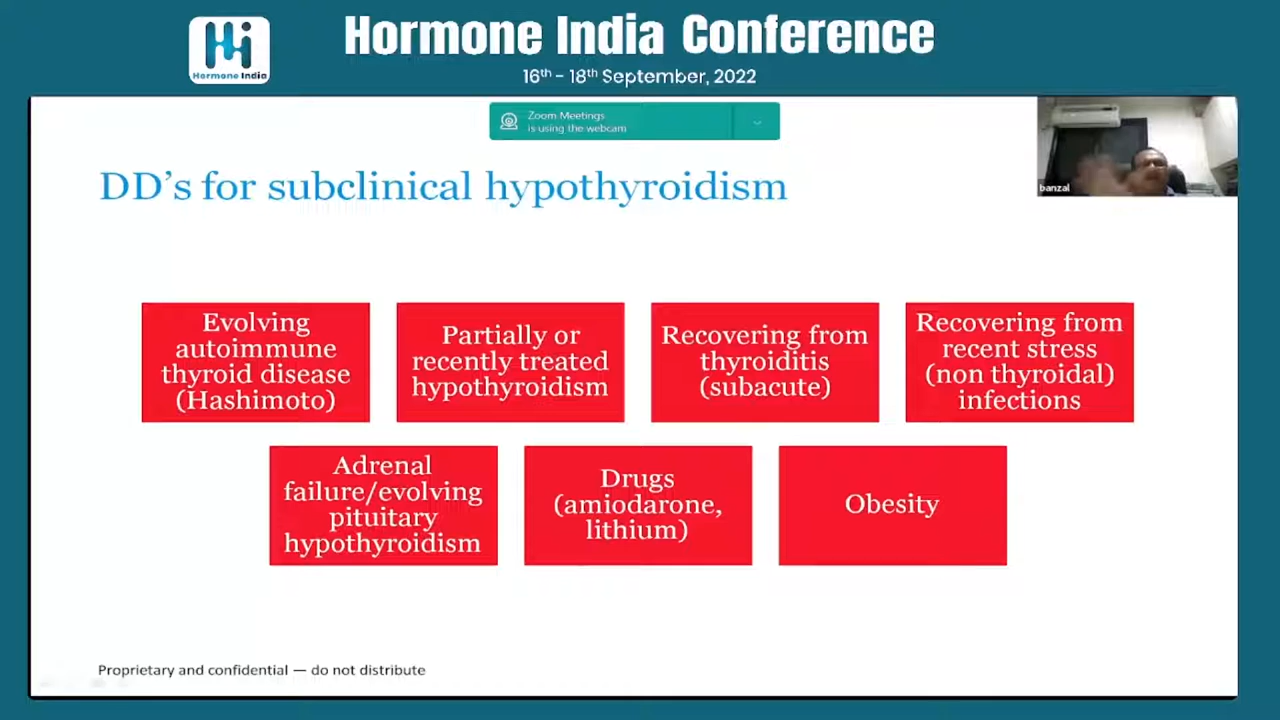 Hormone India
Hormone India Conference
16th - 18th September, 2022
Zoom Meetings
is using the webcam
banzal
DD's for subclinical hypothyroidism
Evolving
autoimmune
thyroid disease
(Hashimoto)
Partially or
recently treated
hypothyroidism
Recovering from
thyroiditis
(subacute)
Recovering from
recent stress
(non thyroidal)
infections
Adrenal
failure/evolving
pituitary
hypothyroidism
Drugs
(amiodarone,
lithium)
Obesity
Proprietary and confidential — do not distribute